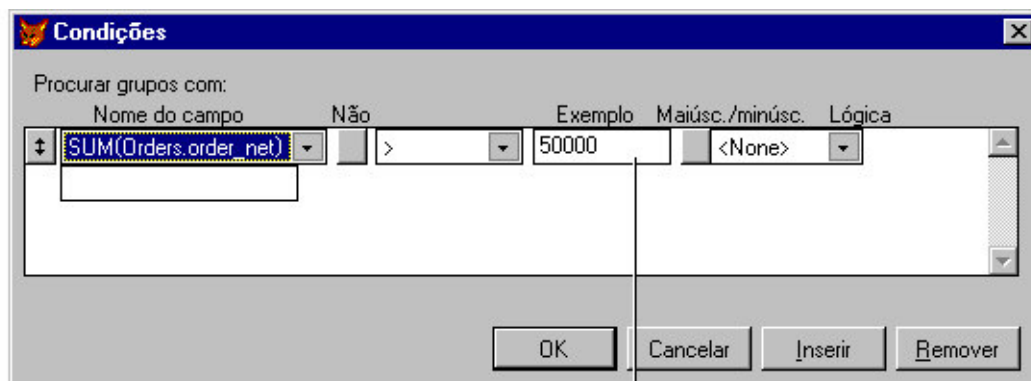 Condições
Procurar grupos com:
Nome do campo Não Exemplo Maiúsc./minúsc. Lógica
SUM(Orders.order_net) > 50000 <None>
OK Cancelar Inserir Remover